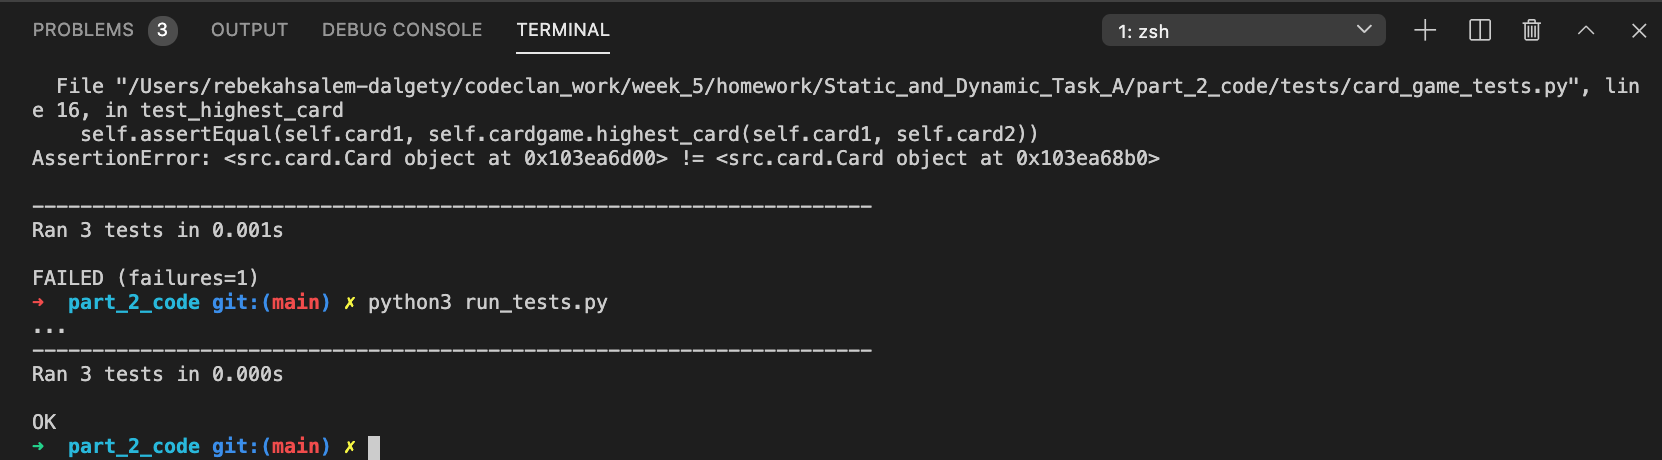 PROBLEMS 3 OUTPUT DEBUG CONSOLE TERMINAL 1: zsh
File "/Users/rebekahsalem-dalgety/codeclan_work/week_5/homework/Static_and_Dynamic_Task_A/part_2_code/tests/card_game_tests.py", lin
e 16, in test_highest_card
self.assertEqual(self.card1, self.cardgame.highest_card(self.card1, self.card2))
AssertionError: <src.card.Card object at 0x103ea6d00> != <src.card.Card object at 0x103ea68b0>
----------------------------------------------------------------------
Ran 3 tests in 0.001s
FAILED (failures=1)
→ part_2_code git:(main) ✗ python3 run_tests.py
...
----------------------------------------------------------------------
Ran 3 tests in 0.000s
OK
→ part_2_code git:(main) ✗